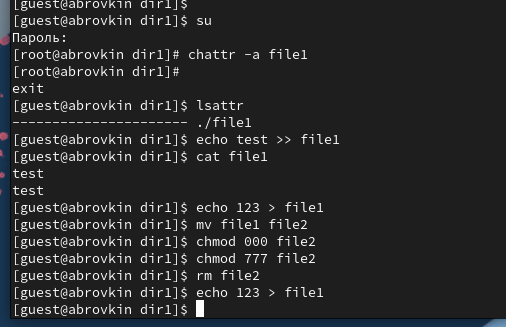 [guest@abrovkin dir1]$
[guest@abrovkin dir1]$ su
Пароль:
[root@abrovkin dir1]# chattr -a file1
[root@abrovkin dir1]#
exit
[guest@abrovkin dir1]$ lsattr
---------------------- ./file1
[guest@abrovkin dir1]$ echo test >> file1
[guest@abrovkin dir1]$ cat file1
test
test
[guest@abrovkin dir1]$ echo 123 > file1
[guest@abrovkin dir1]$ mv file1 file2
[guest@abrovkin dir1]$ chmod 000 file2
[guest@abrovkin dir1]$ chmod 777 file2
[guest@abrovkin dir1]$ rm file2
[guest@abrovkin dir1]$ echo 123 > file1
[guest@abrovkin dir1]$